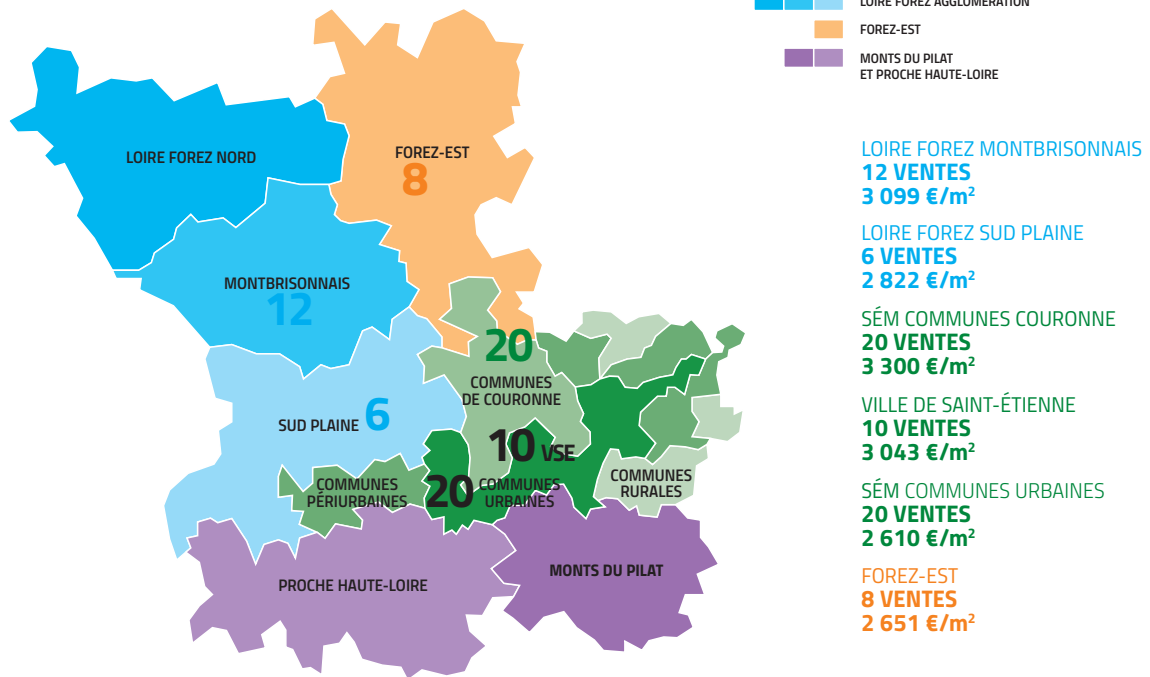 LOIRE FOREZ AGGLOMÉRATION
FOREZ-EST
MONTS DU PILAT
ET PROCHE HAUTE-LOIRE
LOIRE FOREZ NORD
FOREZ-EST
8
MONTBRISONNAIS
12
20
COMMUNES
DE COURONNE
SUD PLAINE 6
10 VSE
COMMUNES
PÉRIURBAINES
20 COMMUNES
URBAINES
COMMUNES
RURALES
PROCHE HAUTE-LOIRE
MONTS DU PILAT
LOIRE FOREZ MONTBRISONNAIS
12 VENTES
3 099 €/m²
LOIRE FOREZ SUD PLAINE
6 VENTES
2 822 €/m²
SÉM COMMUNES COURONNE
20 VENTES
3 300 €/m²
VILLE DE SAINT-ÉTIENNE
10 VENTES
3 043 €/m²
SÉM COMMUNES URBAINES
20 VENTES
2 610 €/m²
FOREZ-EST
8 VENTES
2 651 €/m²